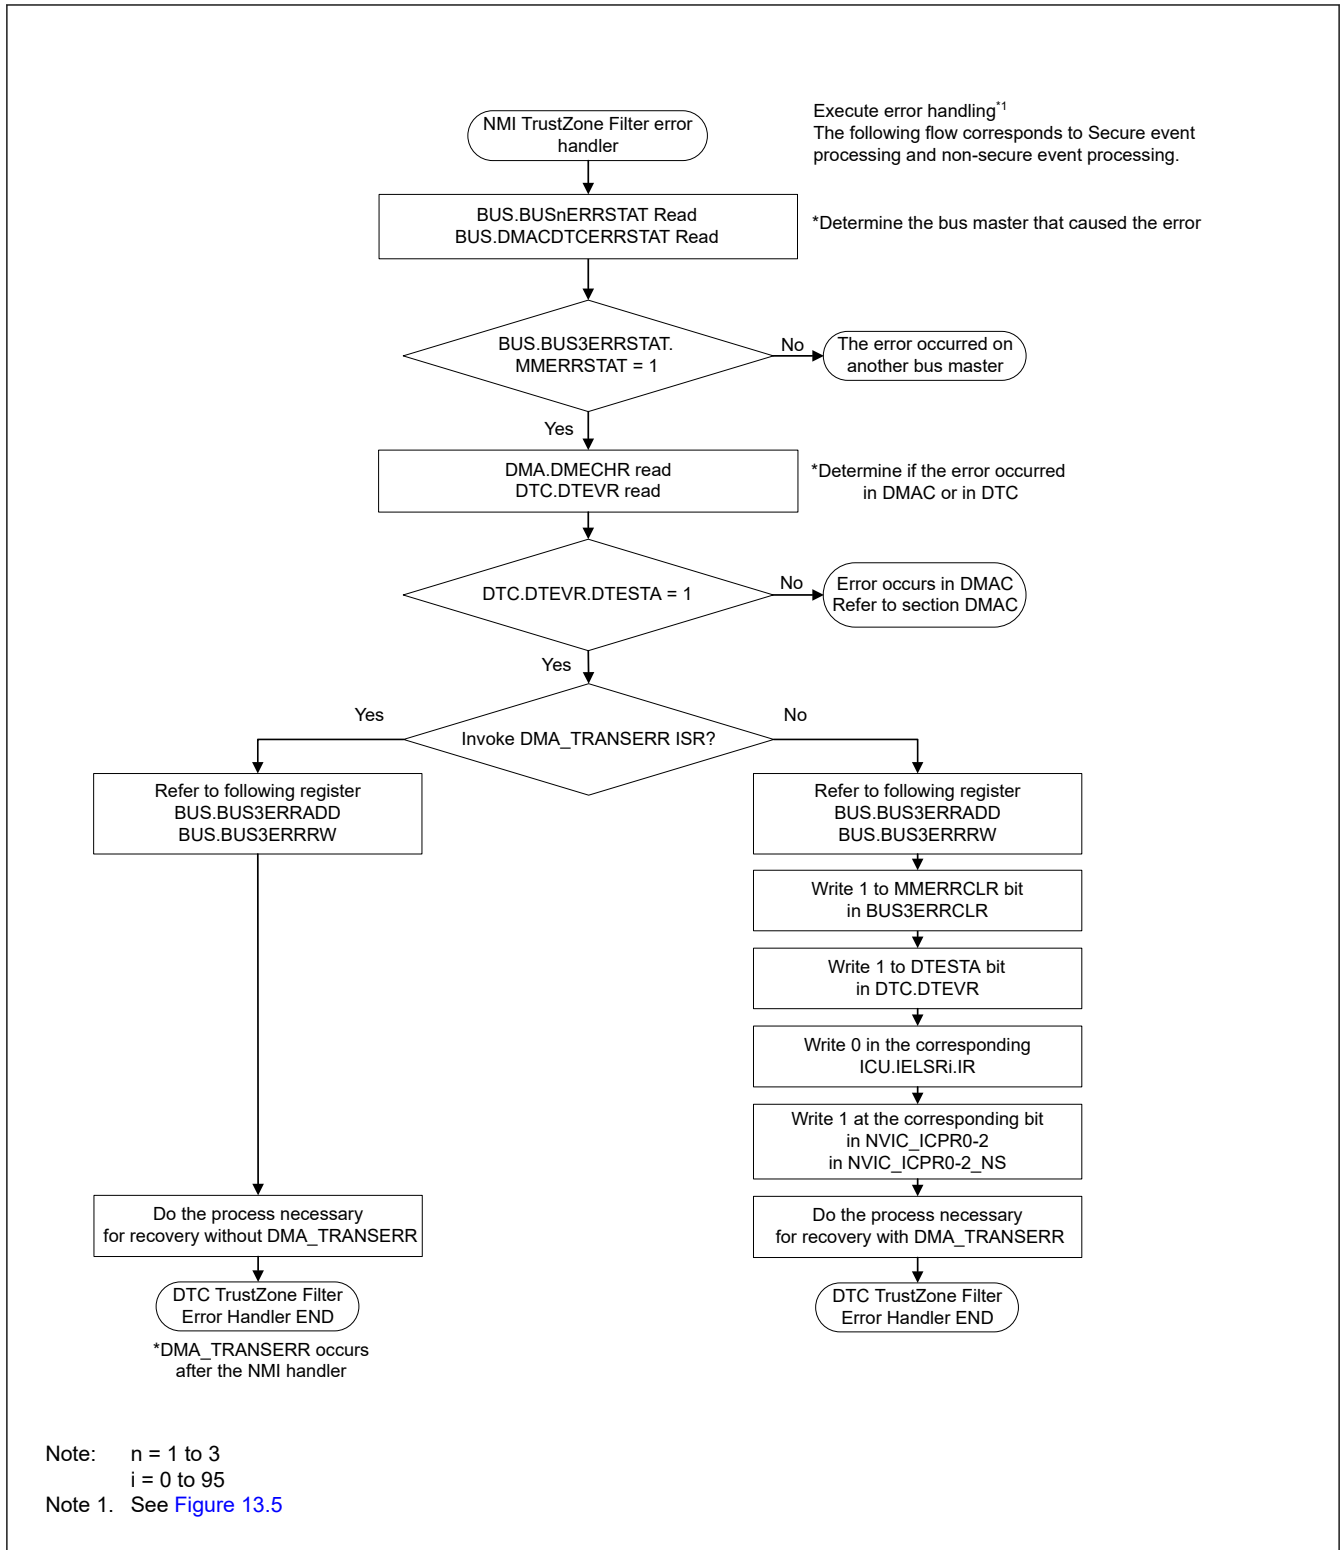 NMI TrustZone Filter error
handler
Execute error handling*1
The following flow corresponds to Secure event
processing and non-secure event processing.
BUS.BUSnERRSTAT Read
BUS.DMACDTCERRSTAT Read
*Determine the bus master that caused the error
BUS.BUS3ERRSTAT.
MMERRSTAT = 1
No
The error occurred on
another bus master
Yes
DMA.DMECHR read
DTC.DTEVR read
*Determine if the error occurred
in DMAC or in DTC
DTC.DTEVR.DTESTA = 1
No
Error occurs in DMAC
Refer to section DMAC
Yes
Invoke DMA_TRANSERR ISR?
Yes
No
Refer to following register
BUS.BUS3ERRADD
BUS.BUS3ERRRW
Do the process necessary
for recovery without DMA_TRANSERR
DTC TrustZone Filter
Error Handler END
*DMA_TRANSERR occurs
after the NMI handler
Refer to following register
BUS.BUS3ERRADD
BUS.BUS3ERRRW
Write 1 to MMERRCLR bit
in BUS3ERRCLR
Write 1 to DTESTA bit
in DTC.DTEVR
Write 0 in the corresponding
ICU.IELSRi.IR
Write 1 at the corresponding bit
in NVIC_ICPR0-2
in NVIC_ICPR0-2_NS
Do the process necessary
for recovery with DMA_TRANSERR
DTC TrustZone Filter
Error Handler END
Note: n = 1 to 3
i = 0 to 95
Note 1. See Figure 13.5